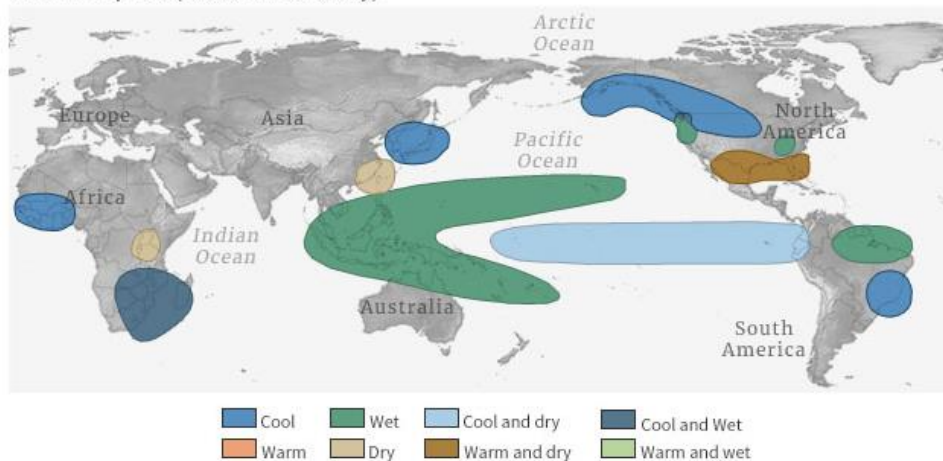 Arctic
Ocean
Europe
Asia
North
America
Pacific
Ocean
Africa
Indian
Ocean
Australia
South
America
Cool
Wet
Cool and dry
Cool and Wet
Warm
Dry
Warm and dry
Warm and wet